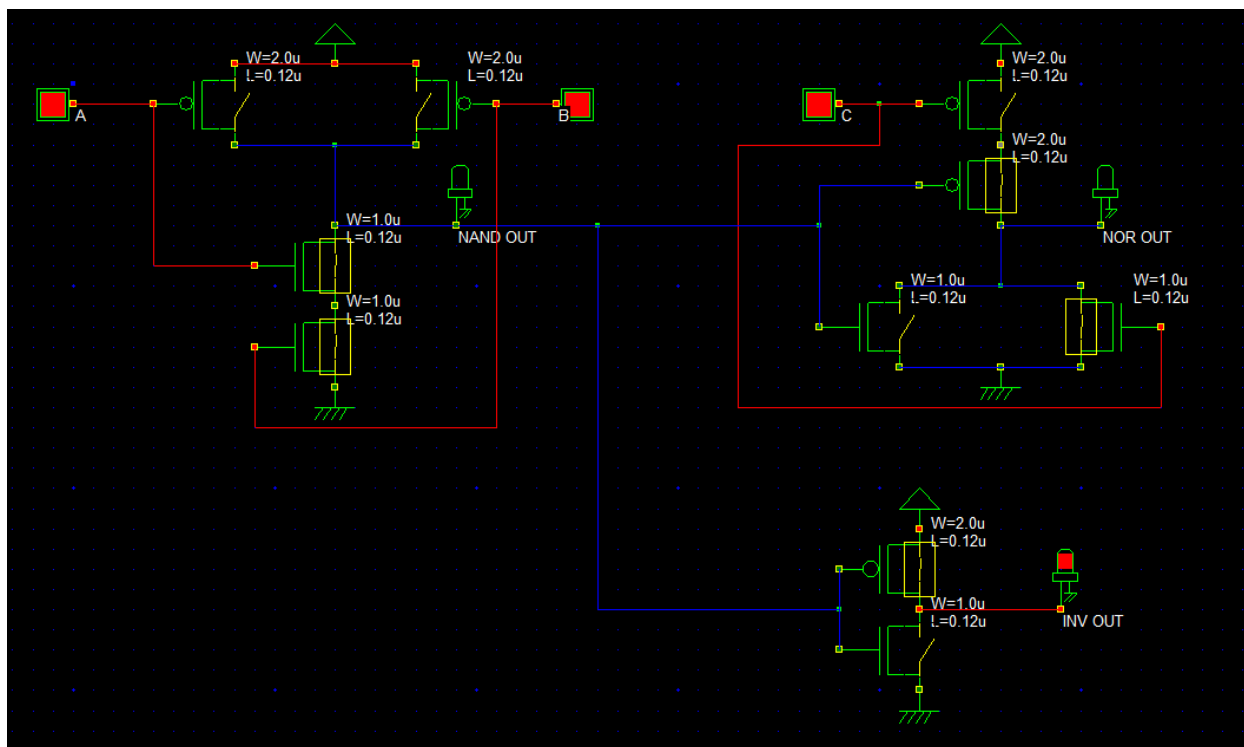 W=2.0u
L=0.12u
W=2.0u
L=0.12u
A
B
W=2.0u
L=0.12u
C
W=2.0u
L=0.12u
W=1.0u
L=0.12u
NAND OUT
NOR OUT
W=1.0u
L=0.12u
W=1.0u
L=0.12u
W=1.0u
L=0.12u
W=2.0u
L=0.12u
W=1.0u
L=0.12u
INV OUT